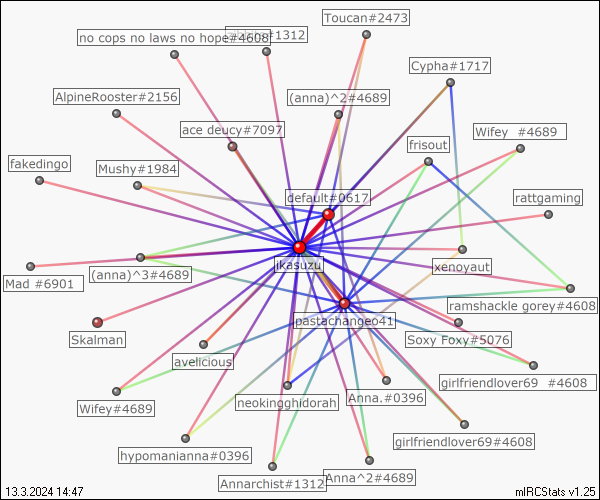 Toucan#2473
no cops no laws no hope#4608
#1312
Cypha#1717
AlpineRooster#2156
(anna)^2#4689
ace deucy#7097
Wifey #4689
frisout
fakedingo
Mushy#1984
default#0617
rattgaming
jkasuzu
xenoyaut
Mad #6901
(anna)^3#4689
ramshackle gorey#4608
pastachangeo41
Skalman
Soxy Foxy#5076
avelicious
girlfriendlover69 #4608
Wifey#4689
neokingghidorah
Anna.#0396
hypomanianna#0396
girlfriendlover69#4608
Annarchist#1312
Anna^2#4689
13.3.2024 14:47
mIRCStats v1.25